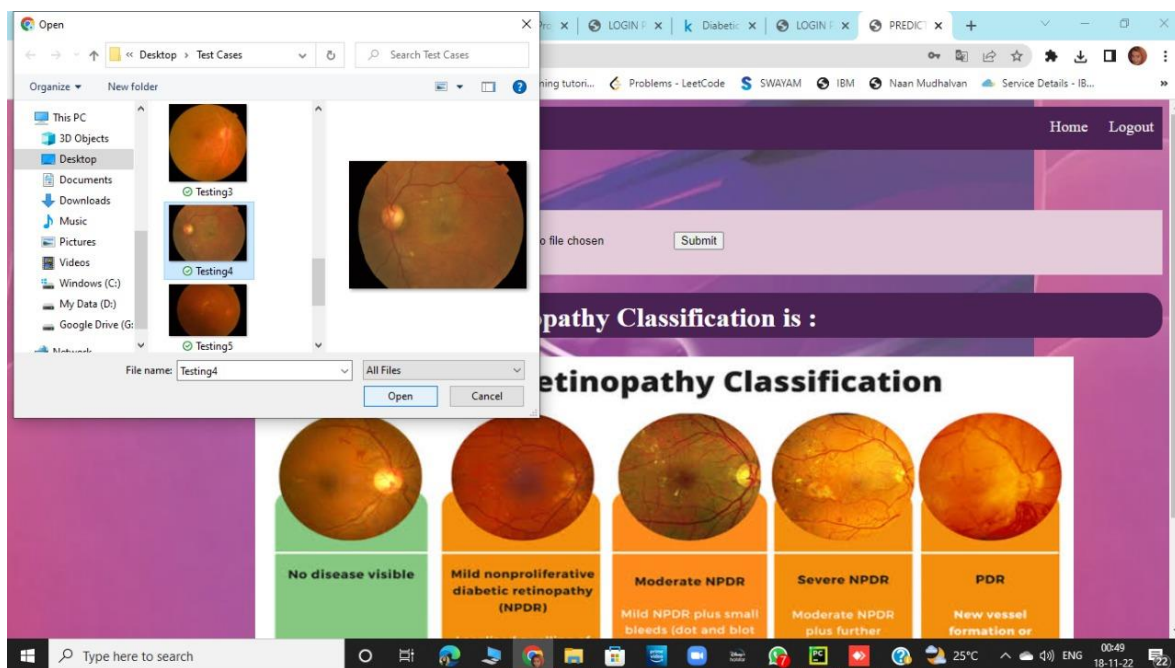 Open
LOGIN P
Diabetic
LOGIN F
PREDICT
« Desktop > Test Cases
Search Test Cases
Organize
New folder
ning tutori...
Problems - LeetCode
SWAYAM
IBM
Naan Mudhalvan
Service Details - IB...
»
This PC
3D Objects
Desktop
Documents
Downloads
Music
Pictures
Videos
Windows (C:)
My Data (D:)
Google Drive (G:
Network
Testing3
Testing4
Testing5
File name: Testing4
All Files
Open
Cancel
Home
Logout
o file chosen
Submit
pathy Classification is :
etinopathy Classification
No disease visible
Mild nonproliferative
diabetic retinopathy
(NPDR)
Moderate NPDR
Mild NPDR plus small
bleeds (dot and blot
Severe NPDR
Moderate NPDR
plus further
PDR
New vessel
formation or
Type here to search
25°C
ENG
00:49
18-11-22